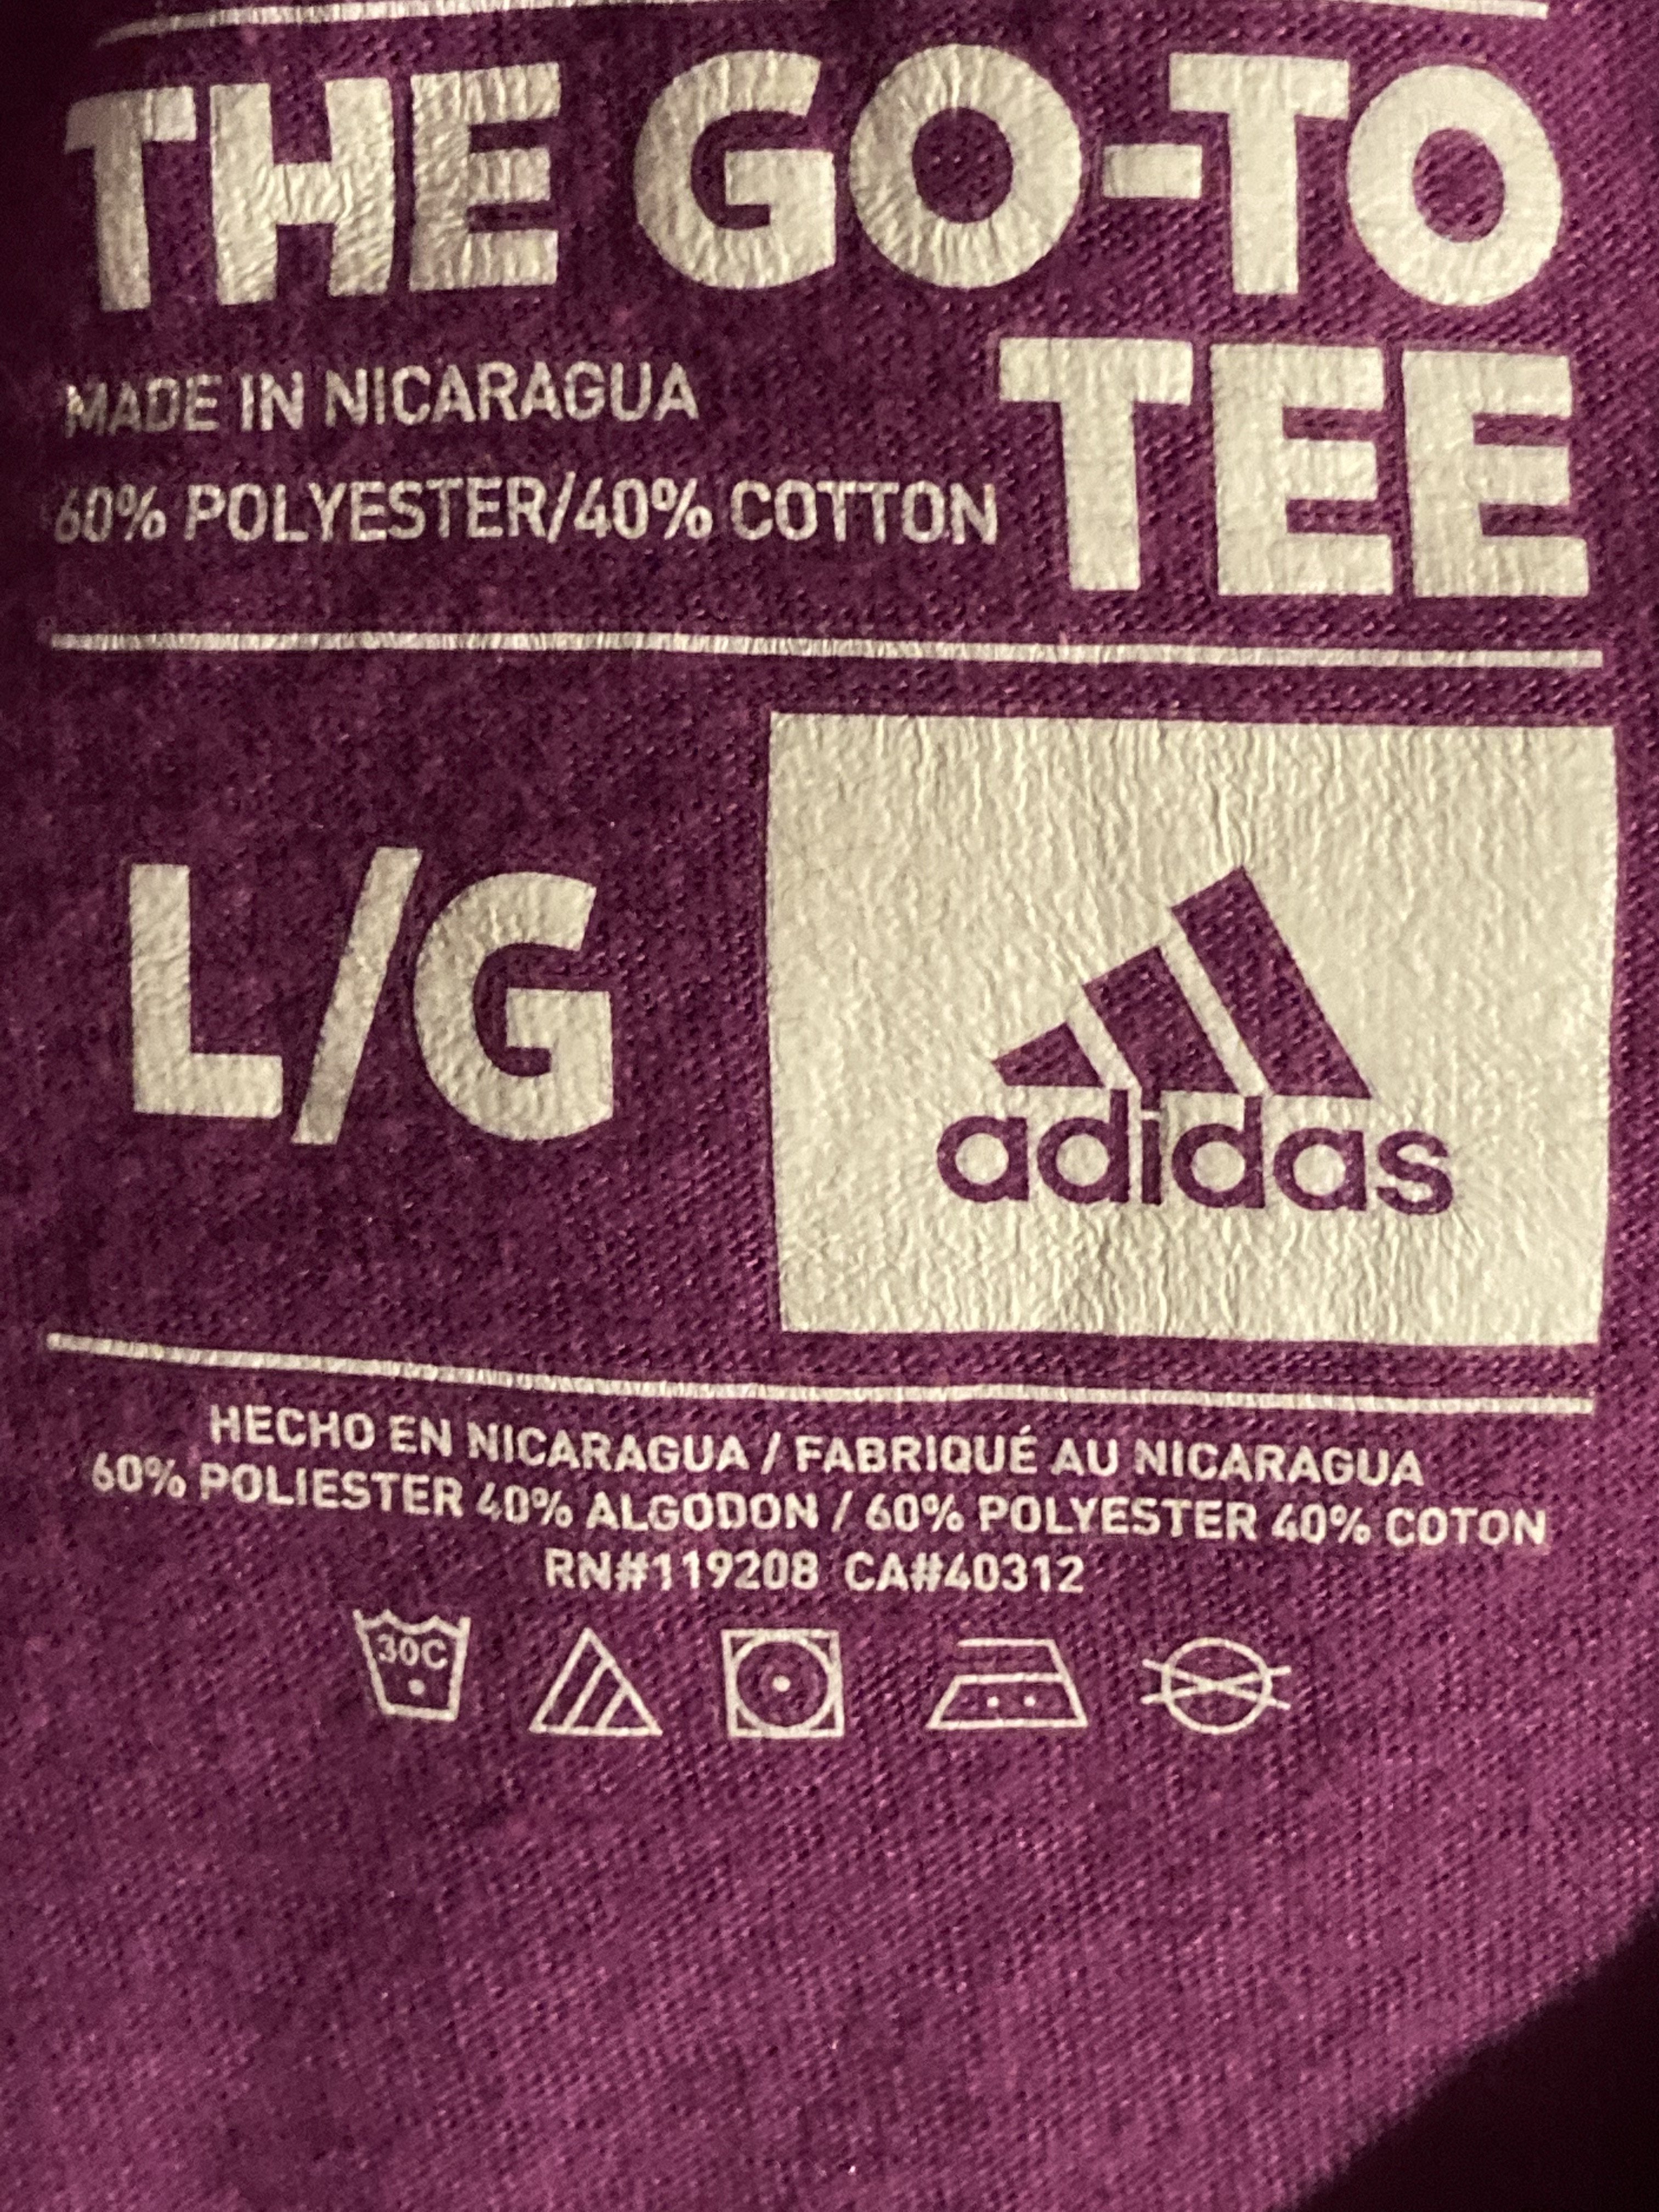 THE GO-TO
TEE
MADE IN NICARAGUA
60% POLYESTER/40% COTTON
L/G
adidas
HECHO EN NICARAGUA / FABRIQUÉ AU NICARAGUA
60% POLIESTER 40% ALGODON / 60% POLYESTER 40% COTON
RN#119208 CA#40312
30C